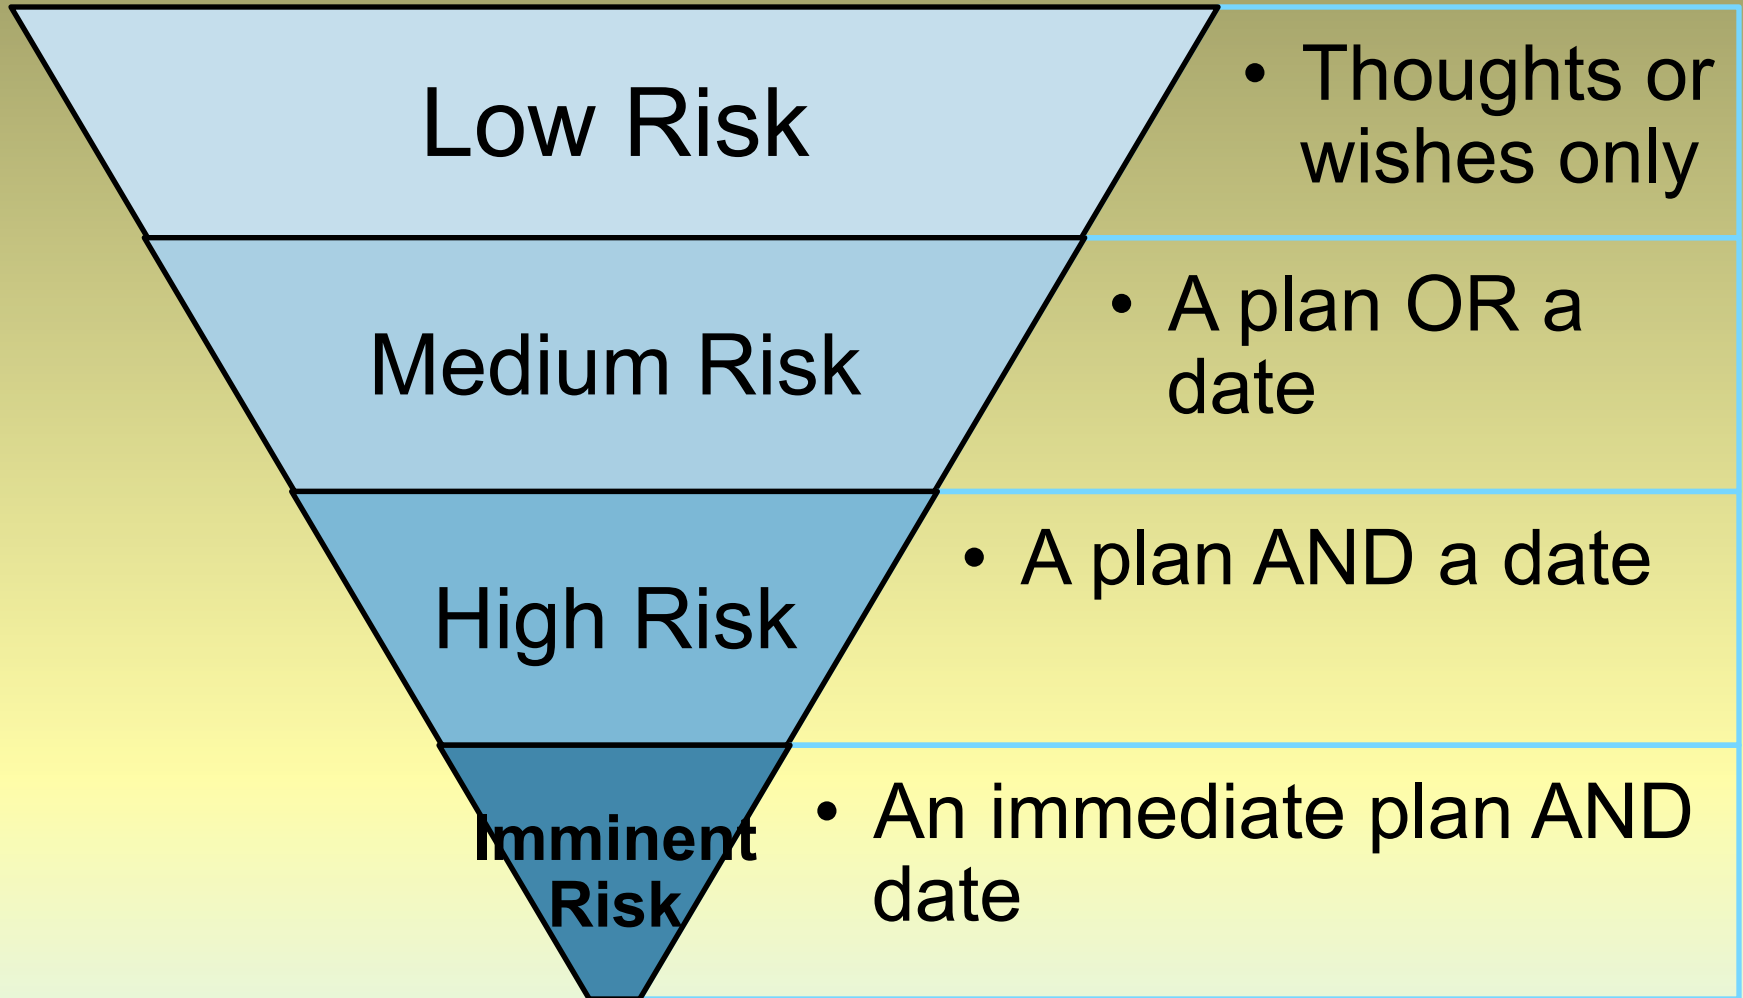 Low Risk
• Thoughts or
wishes only
Medium Risk
• A plan OR a
date
High Risk
• A plan AND a date
Imminent
Risk
• An immediate plan AND
date